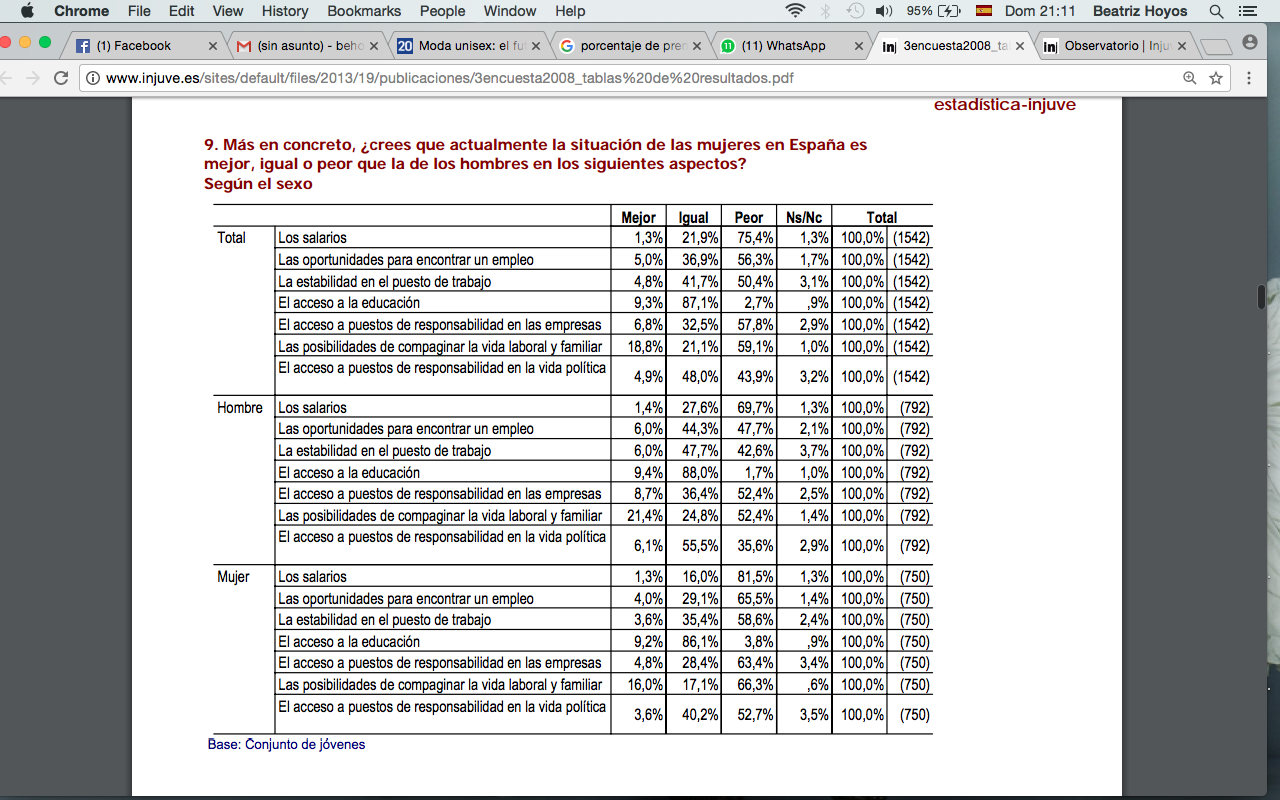 Chrome File Edit View History Bookmarks People Window Help 95% Dom 21:11 Beatriz Hoyos
(1) Facebook × M (sin asunto) - beho × 20 Moda unisex: el fu × G porcentaje de pren × 11 (11) WhatsApp × in 3encuesta2008_ta × inj Observatorio | Inju ×
www.injuve.es/sites/default/files/2013/19/publicaciones/3encuesta2008_tablas%20de%20resultados.pdf
estadística-injuve
9. Más en concreto, ¿crees que actualmente la situación de las mujeres en España es
mejor, igual o peor que la de los hombres en los siguientes aspectos?
Según el sexo
Mejor Igual Peor Ns/Nc Total
Total Los salarios 1,3% 21,9% 75,4% 1,3% 100,0% (1542)
Las oportunidades para encontrar un empleo 5,0% 36,9% 56,3% 1,7% 100,0% (1542)
La estabilidad en el puesto de trabajo 4,8% 41,7% 50,4% 3,1% 100,0% (1542)
El acceso a la educación 9,3% 87,1% 2,7% ,9% 100,0% (1542)
El acceso a puestos de responsabilidad en las empresas 6,8% 32,5% 57,8% 2,9% 100,0% (1542)
Las posibilidades de compaginar la vida laboral y familiar 18,8% 21,1% 59,1% 1,0% 100,0% (1542)
El acceso a puestos de responsabilidad en la vida política 4,9% 48,0% 43,9% 3,2% 100,0% (1542)
Hombre Los salarios 1,4% 27,6% 69,7% 1,3% 100,0% (792)
Las oportunidades para encontrar un empleo 6,0% 44,3% 47,7% 2,1% 100,0% (792)
La estabilidad en el puesto de trabajo 6,0% 47,7% 42,6% 3,7% 100,0% (792)
El acceso a la educación 9,4% 88,0% 1,7% 1,0% 100,0% (792)
El acceso a puestos de responsabilidad en las empresas 8,7% 36,4% 52,4% 2,5% 100,0% (792)
Las posibilidades de compaginar la vida laboral y familiar 21,4% 24,8% 52,4% 1,4% 100,0% (792)
El acceso a puestos de responsabilidad en la vida política 6,1% 55,5% 35,6% 2,9% 100,0% (792)
Mujer Los salarios 1,3% 16,0% 81,5% 1,3% 100,0% (750)
Las oportunidades para encontrar un empleo 4,0% 29,1% 65,5% 1,4% 100,0% (750)
La estabilidad en el puesto de trabajo 3,6% 35,4% 58,6% 2,4% 100,0% (750)
El acceso a la educación 9,2% 86,1% 3,8% ,9% 100,0% (750)
El acceso a puestos de responsabilidad en las empresas 4,8% 28,4% 63,4% 3,4% 100,0% (750)
Las posibilidades de compaginar la vida laboral y familiar 16,0% 17,1% 66,3% ,6% 100,0% (750)
El acceso a puestos de responsabilidad en la vida política 3,6% 40,2% 52,7% 3,5% 100,0% (750)
Base: Conjunto de jóvenes